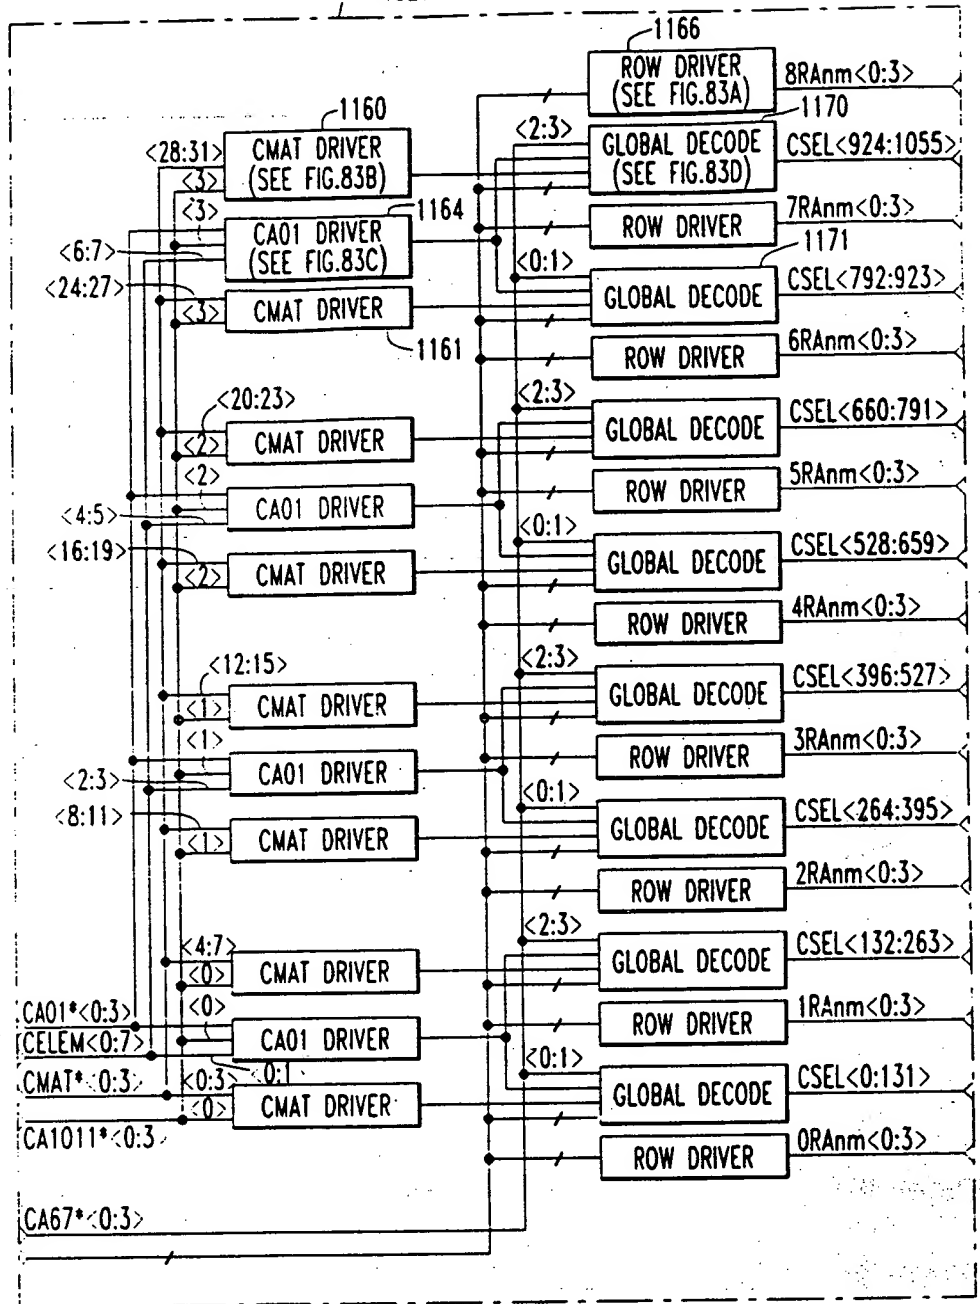 1166
ROW DRIVER
(SEE FIG.83A)
8RAnm<0:3>
1160
1170
<28:31>
CMAT DRIVER
(SEE FIG.83B)
<3>
<2:3>
GLOBAL DECODE
(SEE FIG.83D)
CSEL<924:1055>
<3>
1164
CA01 DRIVER
(SEE FIG.83C)
<6:7>
ROW DRIVER
7RAnm<0:3>
1171
<24:27>
<3>
CMAT DRIVER
1161
<0:1>
GLOBAL DECODE
CSEL<792:923>
ROW DRIVER
6RAnm<0:3>
<20:23>
<2>
CMAT DRIVER
<2:3>
GLOBAL DECODE
CSEL<660:791>
<2>
CA01 DRIVER
<4:5>
ROW DRIVER
5RAnm<0:3>
<16:19>
<2>
CMAT DRIVER
<0:1>
GLOBAL DECODE
CSEL<528:659>
ROW DRIVER
4RAnm<0:3>
<12:15>
<1>
CMAT DRIVER
<2:3>
GLOBAL DECODE
CSEL<396:527>
<1>
CA01 DRIVER
<2:3>
ROW DRIVER
3RAnm<0:3>
<8:11>
<1>
CMAT DRIVER
<0:1>
GLOBAL DECODE
CSEL<264:395>
ROW DRIVER
2RAnm<0:3>
<4:7>
<0>
CMAT DRIVER
<2:3>
GLOBAL DECODE
CSEL<132:263>
CA01*<0:3>
<0>
CA01 DRIVER
ROW DRIVER
1RAnm<0:3>
CELEM<0:7>
<0:1
CMAT*<0:3>
<0:3>
<0>
CMAT DRIVER
<0:1>
GLOBAL DECODE
CSEL<0:131>
CA1011*<0:3
ROW DRIVER
0RAnm<0:3>
CA67*<0:3>